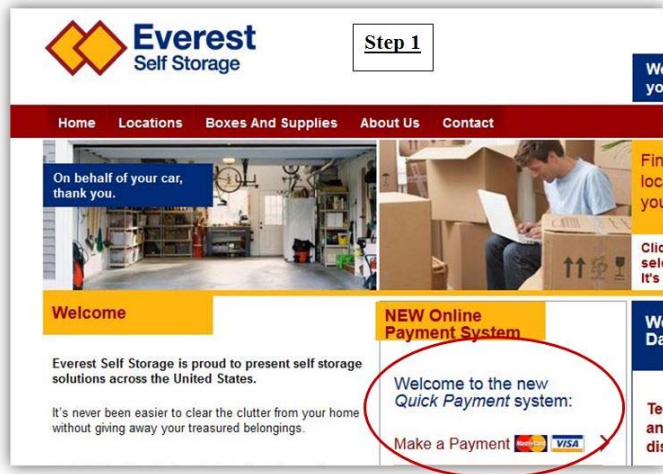 Everest
Self Storage
Step 1
Home Locations Boxes And Supplies About Us Contact
On behalf of your car,
thank you.
Welcome
Everest Self Storage is proud to present self storage
solutions across the United States.
It's never been easier to clear the clutter from your home
without giving away your treasured belongings.
NEW Online
Payment System
Welcome to the new
Quick Payment system:
Make a Payment MasterCard VISA
It's